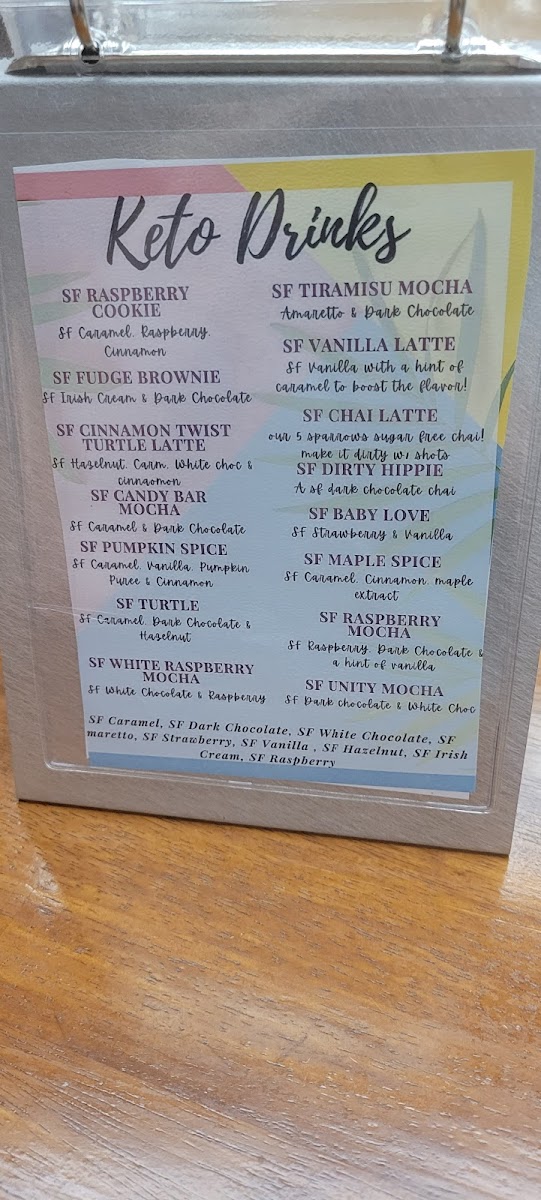 Keto Drinks
SF RASPBERRY
COOKIE
Sf Caramel, Raspberry,
Cinnamon
SF FUDGE BROWNIE
Sf Irish Cream & Dark Chocolate
SF CINNAMON TWIST
TURTLE LATTE
Sf Hazelnut, Carm, White choc &
cinnaomon
SF CANDY BAR
MOCHA
Sf Caramel & Dark Chocolate
SF PUMPKIN SPICE
Sf Caramel, Vanilla, Pumpkin
Puree & Cinnamon
SF TURTLE
Sf Caramel, Dark Chocolate &
Hazelnut
SF WHITE RASPBERRY
MOCHA
Sf White Chocolate & Raspberry
SF TIRAMISU MOCHA
Amaretto & Dark Chocolate
SF VANILLA LATTE
Sf Vanilla with a hint of
caramel to boost the flavor!
SF CHAI LATTE
our 5 sparrows sugar free chai!
make it dirty w/ shots
SF DIRTY HIPPIE
A sf dark chocolate chai
SF BABY LOVE
Sf Strawberry & Vanilla
SF MAPLE SPICE
Sf Caramel, Cinnamon, maple
extract
SF RASPBERRY
MOCHA
Sf Raspberry, Dark Chocolate &
a hint of vanilla
SF UNITY MOCHA
Sf Dark chocolate & White Choc
SF Caramel, SF Dark Chocolate, SF White Chocolate, SF
maretto, SF Strawberry, SF Vanilla , SF Hazelnut, SF Irish
Cream, SF Raspberry